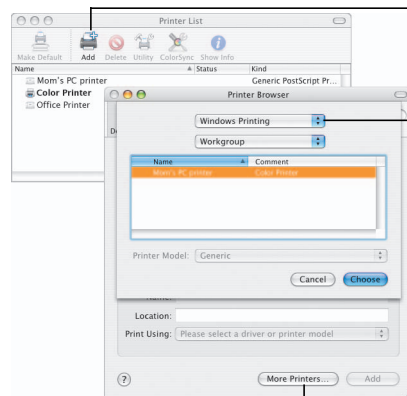 Printer List
Make Default Add Delete Utility ColorSync Show Info
Name Status Kind
Mom's PC printer Generic PostScript Pr...
Color Printer
Office Printer
Printer Browser
Windows Printing
Workgroup
Name Comment
Mom's PC printer Color Printer
Printer Model: Generic
Cancel Choose
Name:
Location:
Print Using: Please select a driver or printer model
? More Printers... Add